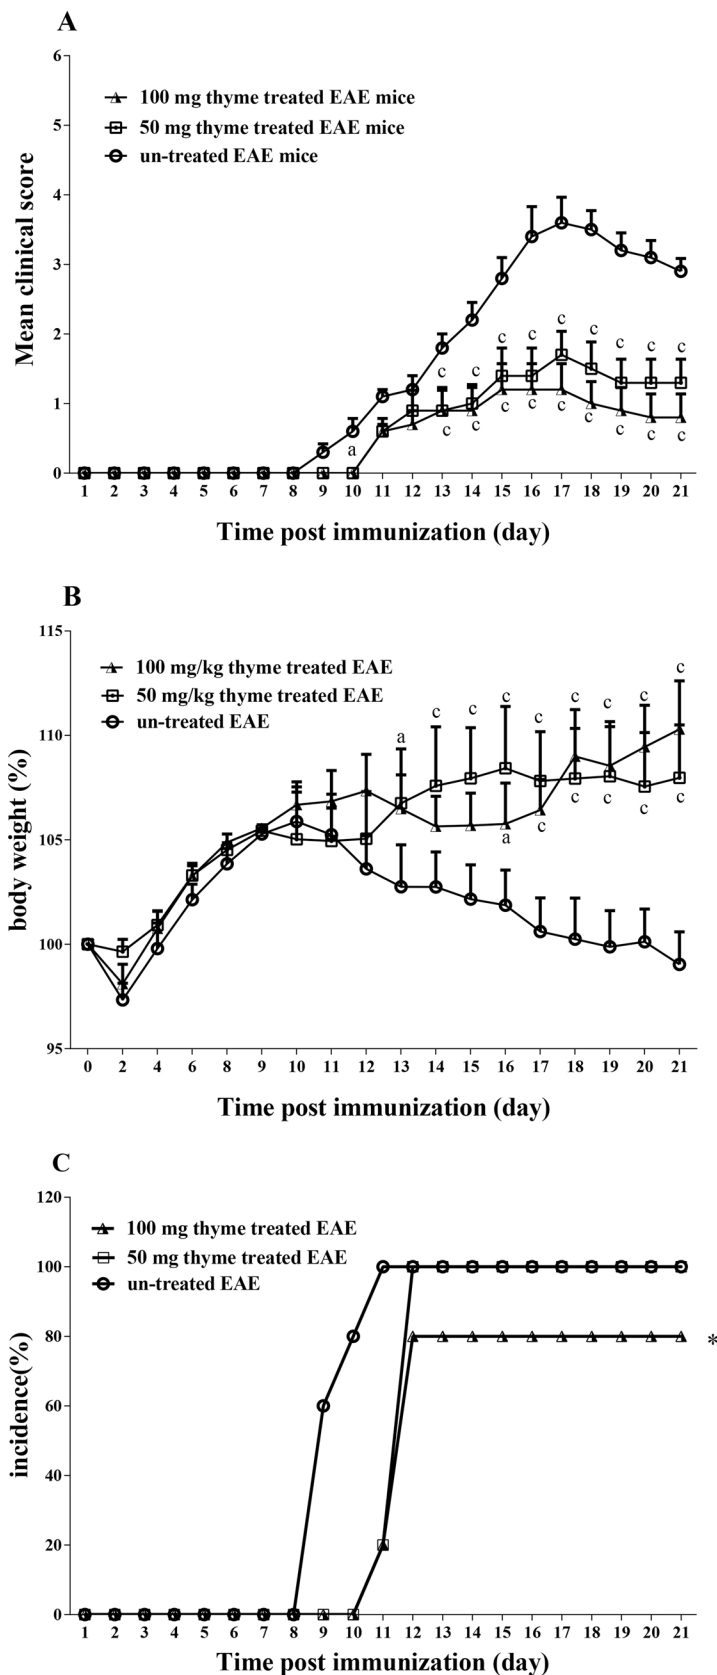 A
6
100 mg thyme treated EAE mice
5
50 mg thyme treated EAE mice
un-treated EAE mice
4
Mean clinical score
3
c c c c c c c
2
c c
1
c c c c c c c c c
a
0
1 2 3 4 5 6 7 8 9 10 11 12 13 14 15 16 17 18 19 20 21
Time post immunization (day)
B
115
100 mg/kg thyme treated EAE
50 mg/kg thyme treated EAE
un-treated EAE
c c c c c c c c
a
110
body weight (%)
c c c c
105
a c
100
95
0 2 4 6 8 9 10 11 12 13 14 15 16 17 18 19 20 21
Time post immunization (day)
C
120
100 mg thyme treated EAE
50 mg thyme treated EAE
un-treated EAE
100
80
*
incidence(%)
60
40
20
0
1 2 3 4 5 6 7 8 9 10 11 12 13 14 15 16 17 18 19 20 21
Time post immunization (day)